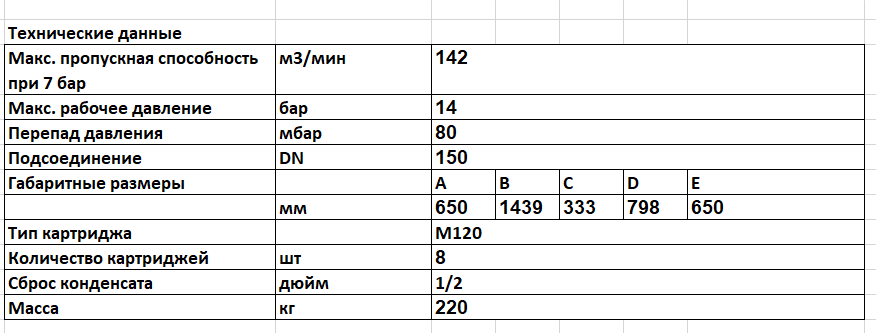 Технические данные
Макс. пропускная способность при 7 бар м3/мин 142
Макс. рабочее давление бар 14
Перепад давления мбар 80
Подсоединение DN 150
Габаритные размеры A B C D E
мм 650 1439 333 798 650
Тип картриджа M120
Количество картриджей шт 8
Сброс конденсата дюйм 1/2
Масса кг 220